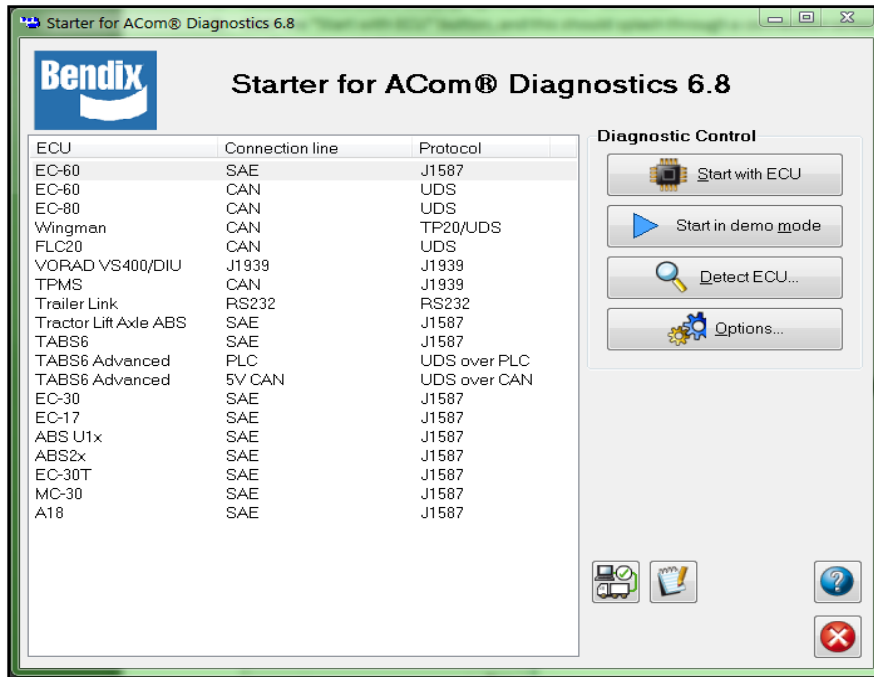 Starter for ACom® Diagnostics 6.8
Bendix
Starter for ACom® Diagnostics 6.8
ECU Connection line Protocol
EC-60 SAE J1587
EC-60 CAN UDS
EC-80 CAN UDS
Wingman CAN TP20/UDS
FLC20 CAN UDS
VORAD VS400/DIU J1939 J1939
TPMS CAN J1939
Trailer Link RS232 RS232
Tractor Lift Axle ABS SAE J1587
TABS6 SAE J1587
TABS6 Advanced PLC UDS over PLC
TABS6 Advanced 5V CAN UDS over CAN
EC-30 SAE J1587
EC-17 SAE J1587
ABS U1x SAE J1587
ABS2x SAE J1587
EC-30T SAE J1587
MC-30 SAE J1587
A18 SAE J1587
Diagnostic Control
Start with ECU
Start in demo mode
Detect ECU...
Options...